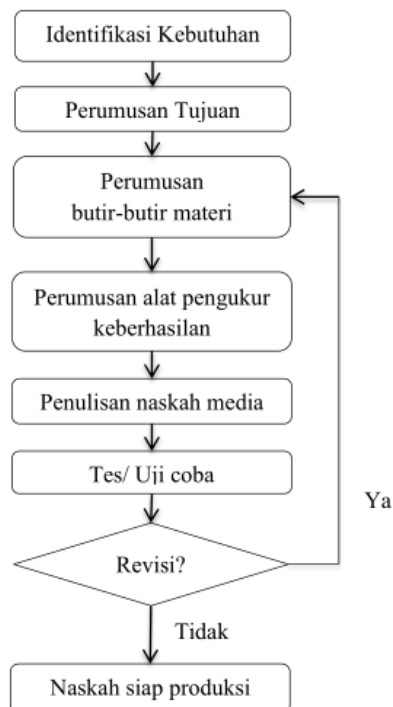 Identifikasi Kebutuhan
Perumusan Tujuan
Perumusan
butir-butir materi
Perumusan alat pengukur
keberhasilan
Penulisan naskah media
Tes/ Uji coba
Ya
Revisi?
Tidak
Naskah siap produksi